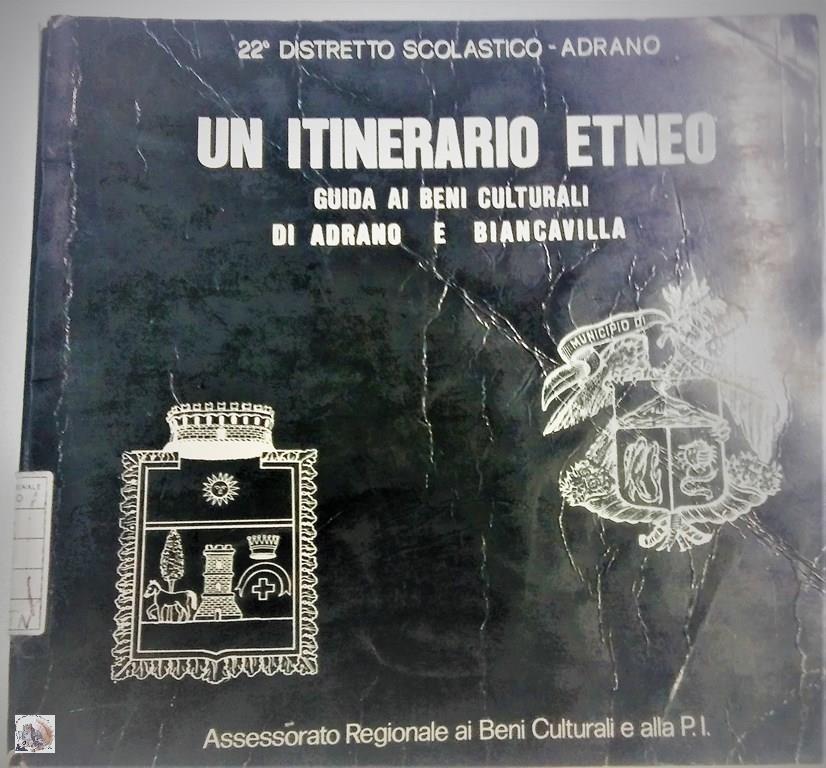 22° DISTRETTO SCOLASTICO - ADRANO
UN ITINERARIO ETNEO
GUIDA AI BENI CULTURALI
DI ADRANO E BIANCAVILLA
MUNICIPIO DI
Assessorato Regionale ai Beni Culturali e alla P.I.